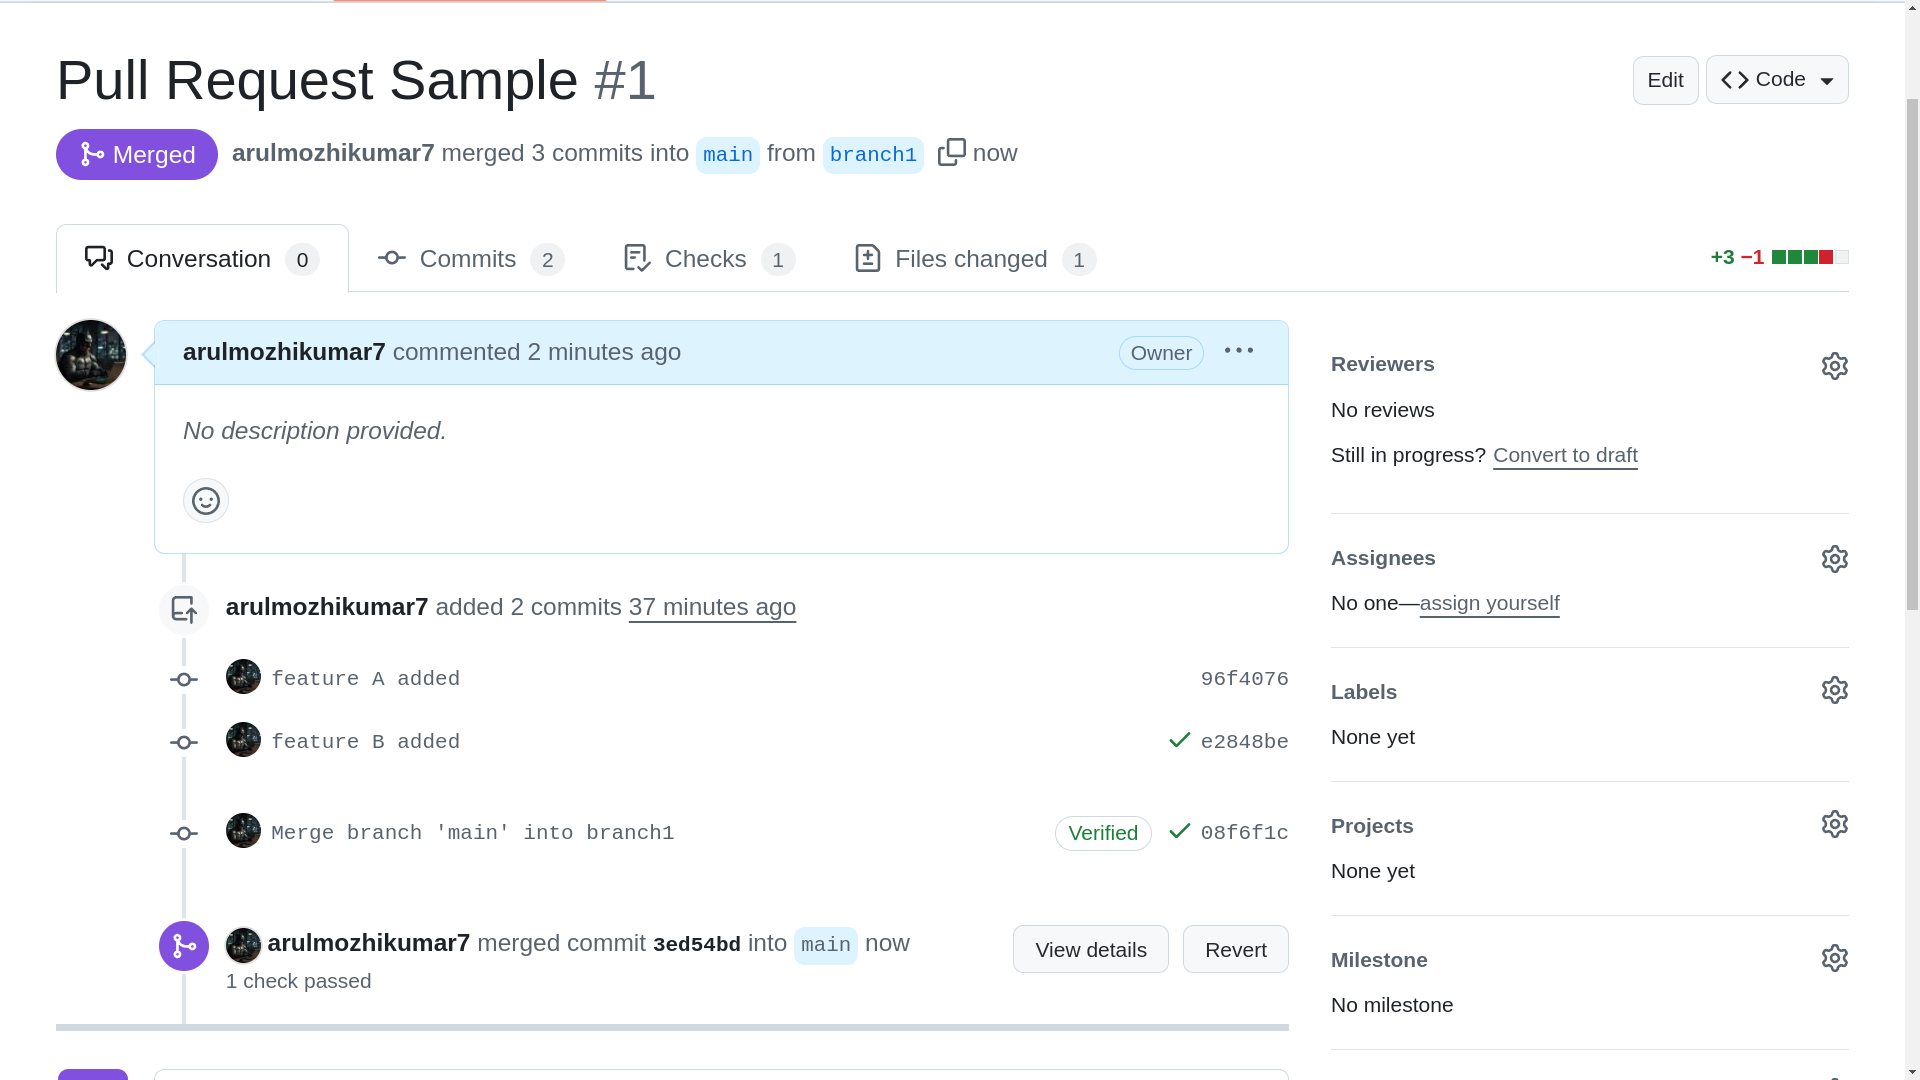 Pull Request Sample #1
Edit
Code
Merged
arulmozhikumar7 merged 3 commits into main from branch1 now
Conversation 0
Commits 2
Checks 1
Files changed 1
+3 −1
arulmozhikumar7 commented 2 minutes ago
Owner
No description provided.
arulmozhikumar7 added 2 commits 37 minutes ago
feature A added 96f4076
feature B added e2848be
Merge branch 'main' into branch1 Verified 08f6f1c
arulmozhikumar7 merged commit 3ed54bd into main now
View details
Revert
1 check passed
Reviewers
No reviews
Still in progress? Convert to draft
Assignees
No one—assign yourself
Labels
None yet
Projects
None yet
Milestone
No milestone